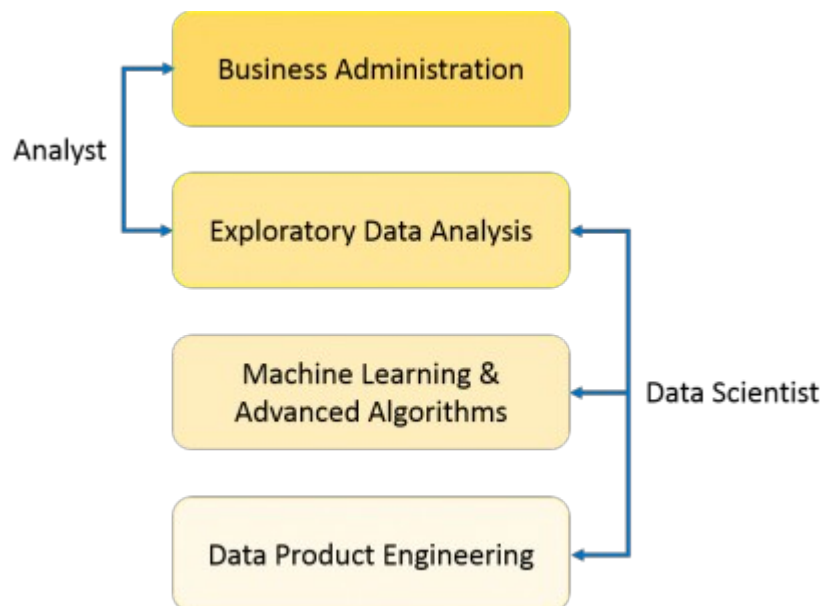 Business Administration
Analyst
Exploratory Data Analysis
Machine Learning &
Advanced Algorithms
Data Scientist
Data Product Engineering